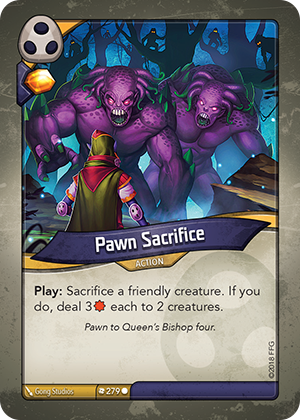 Pawn Sacrifice
ACTION
Play: Sacrifice a friendly creature. If you
do, deal 3 each to 2 creatures.
Pawn to Queen's Bishop four.
Gong Studios
279
©2018 FFG